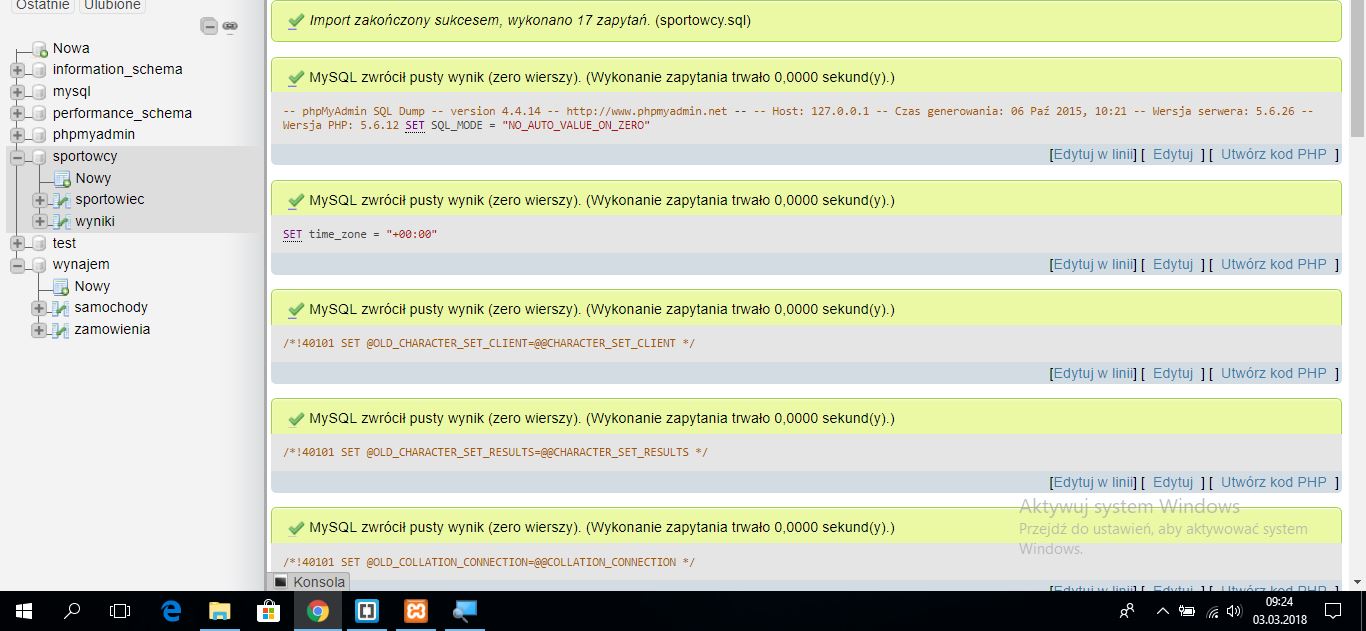 Ostatnie Ulubione
Nowa
information_schema
mysql
performance_schema
phpmyadmin
sportowcy
Nowy
sportowiec
wyniki
test
wynajem
Nowy
samochody
zamowienia
Import zakończony sukcesem, wykonano 17 zapytań. (sportowcy.sql)
MySQL zwrócił pusty wynik (zero wierszy). (Wykonanie zapytania trwało 0,0000 sekund(y).)
-- phpMyAdmin SQL Dump -- version 4.4.14 -- http://www.phpmyadmin.net -- -- Host: 127.0.0.1 -- Czas generowania: 06 Paź 2015, 10:21 -- Wersja serwera: 5.6.26 --
Wersja PHP: 5.6.12 SET SQL_MODE = "NO_AUTO_VALUE_ON_ZERO"
[Edytuj w linii] [ Edytuj ] [ Utwórz kod PHP ]
MySQL zwrócił pusty wynik (zero wierszy). (Wykonanie zapytania trwało 0,0000 sekund(y).)
SET time_zone = "+00:00"
[Edytuj w linii] [ Edytuj ] [ Utwórz kod PHP ]
MySQL zwrócił pusty wynik (zero wierszy). (Wykonanie zapytania trwało 0,0000 sekund(y).)
/*!40101 SET @OLD_CHARACTER_SET_CLIENT=@@CHARACTER_SET_CLIENT */
[Edytuj w linii] [ Edytuj ] [ Utwórz kod PHP ]
MySQL zwrócił pusty wynik (zero wierszy). (Wykonanie zapytania trwało 0,0000 sekund(y).)
/*!40101 SET @OLD_CHARACTER_SET_RESULTS=@@CHARACTER_SET_RESULTS */
[Edytuj w linii] [ Edytuj ] [ Utwórz kod PHP ]
MySQL zwrócił pusty wynik (zero wierszy). (Wykonanie zapytania trwało 0,0000 sekund(y).)
/*!40101 SET @OLD_COLLATION_CONNECTION=@@COLLATION_CONNECTION */
[Edytuj w linii] [ Edytuj ] [ Utwórz kod PHP ]
Aktywuj system Windows
Przejdź do ustawień, aby aktywować system
Windows.
Konsola
09:24
03.03.2018